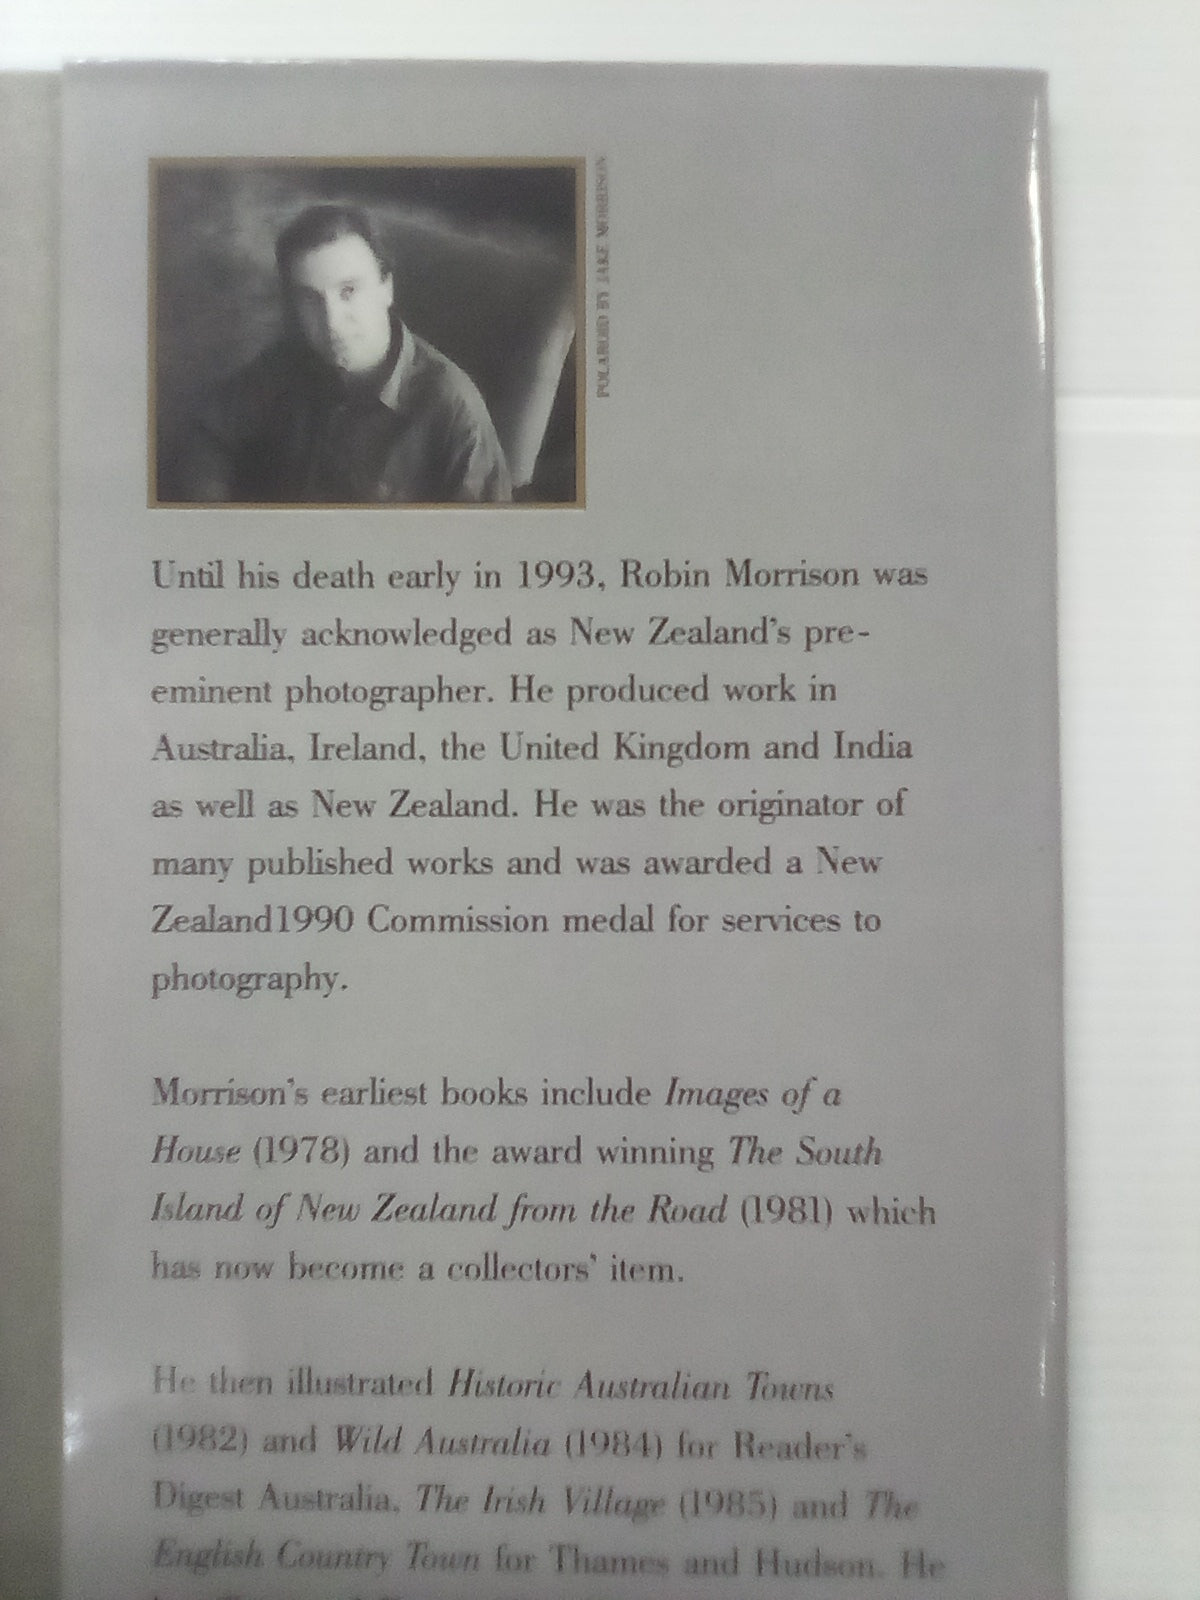 POLAROID BY JAKE MORRISON
Until his death early in 1993, Robin Morrison was
generally acknowledged as New Zealand's pre-
eminent photographer. He produced work in
Australia, Ireland, the United Kingdom and India
as well as New Zealand. He was the originator of
many published works and was awarded a New
Zealand1990 Commission medal for services to
photography.
Morrison's earliest books include Images of a
House (1978) and the award winning The South
Island of New Zealand from the Road (1981) which
has now become a collectors' item.
He then illustrated Historic Australian Towns
(1982) and Wild Australia (1984) for Reader's
Digest Australia, The Irish Village (1985) and The
English Country Town for Thames and Hudson. He